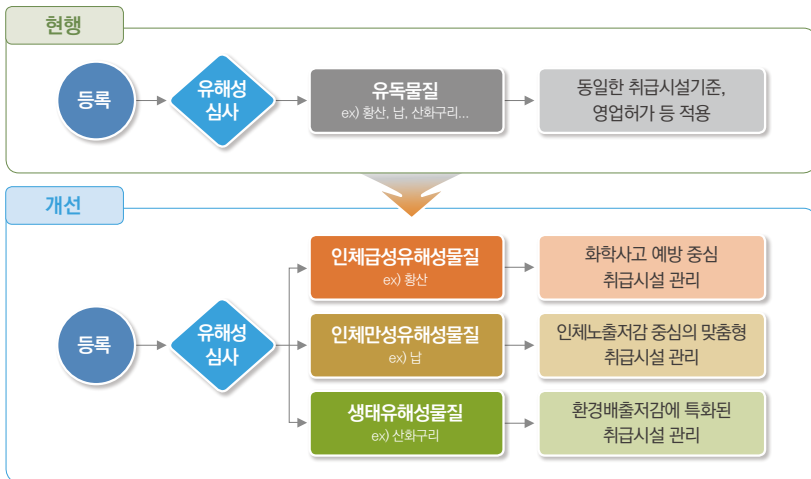 현행
등록
유해성
심사
유독물질
ex) 황산, 납, 산화구리...
동일한 취급시설기준,
영업허가 등 적용
개선
등록
유해성
심사
인체급성유해성물질
ex) 황산
화학사고 예방 중심
취급시설 관리
인체만성유해성물질
ex) 납
인체노출저감 중심의 맞춤형
취급시설 관리
생태유해성물질
ex) 산화구리
환경배출저감에 특화된
취급시설 관리